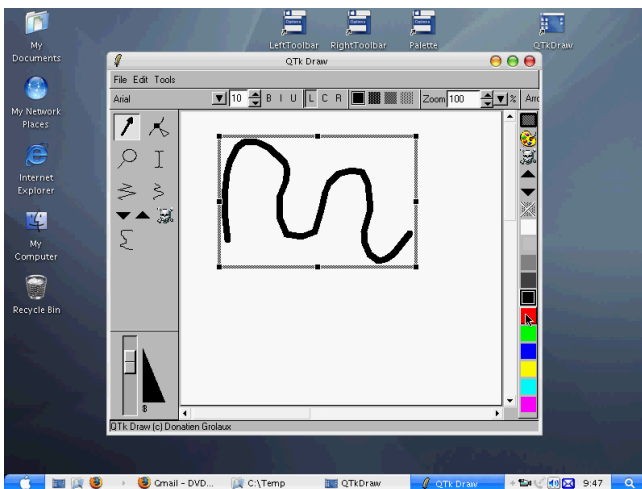 My
Documents
LeftToolbar
RightToolbar
Palette
QTkDraw
My Network
Places
Internet
Explorer
My
Computer
Recycle Bin
QTk Draw
File Edit Tools
Arial
10
B I U
L C R
Zoom 100
%
8
QTk Draw (c) Donatien Grolaux
Gmail - DVD...
C:\Temp
QTkDraw
QTk Draw
9:47